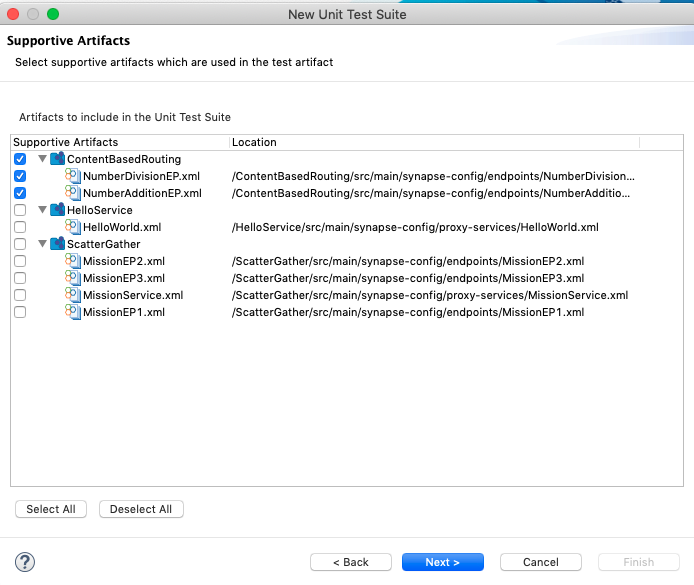 New Unit Test Suite
Supportive Artifacts
Select supportive artifacts which are used in the test artifact
Artifacts to include in the Unit Test Suite
Supportive Artifacts Location
ContentBasedRouting
NumberDivisionEP.xml /ContentBasedRouting/src/main/synapse-config/endpoints/NumberDivision...
NumberAdditionEP.xml /ContentBasedRouting/src/main/synapse-config/endpoints/NumberAdditio...
HelloService
HelloWorld.xml /HelloService/src/main/synapse-config/proxy-services/HelloWorld.xml
ScatterGather
MissionEP2.xml /ScatterGather/src/main/synapse-config/endpoints/MissionEP2.xml
MissionEP3.xml /ScatterGather/src/main/synapse-config/endpoints/MissionEP3.xml
MissionService.xml /ScatterGather/src/main/synapse-config/proxy-services/MissionService.xml
MissionEP1.xml /ScatterGather/src/main/synapse-config/endpoints/MissionEP1.xml
Select All Deselect All
? < Back Next > Cancel Finish